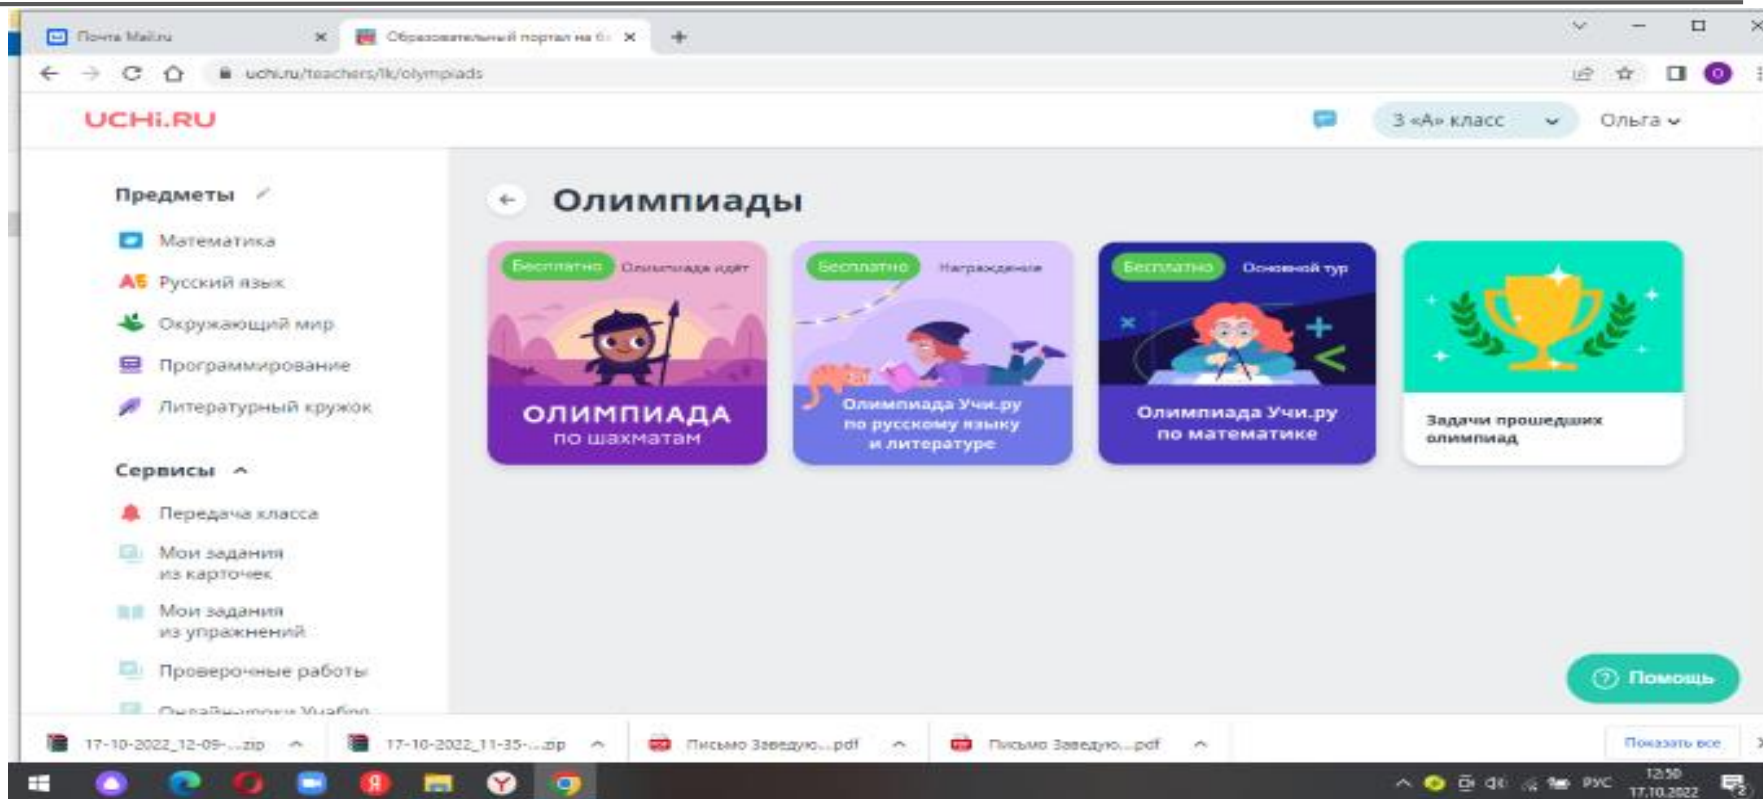 Почта Mail.ru
Образовательный портал на б
uchi.ru/teachers/lk/olympiads
UCHi.RU
3 «А» класс
Ольга
Предметы
Математика
АБ Русский язык
Окружающий мир
Программирование
Литературный кружок
Сервисы
Передача класса
Мои задания
из карточек
Мои задания
из упражнений
Проверочные работы
Олимпиады
Бесплатно Олимпиада идёт
ОЛИМПИАДА
по шахматам
Бесплатно Награждение
Олимпиада Учи.ру
по русскому языку
и литературе
Бесплатно Основной тур
Олимпиада Учи.ру
по математике
Задачи прошедших
олимпиад
Помощь
17-10-2022_12-09-....zip
17-10-2022_11-35-....zip
Письмо Заведую....pdf
Письмо Заведую....pdf
Показать все
РУС
12:50
17.10.2022